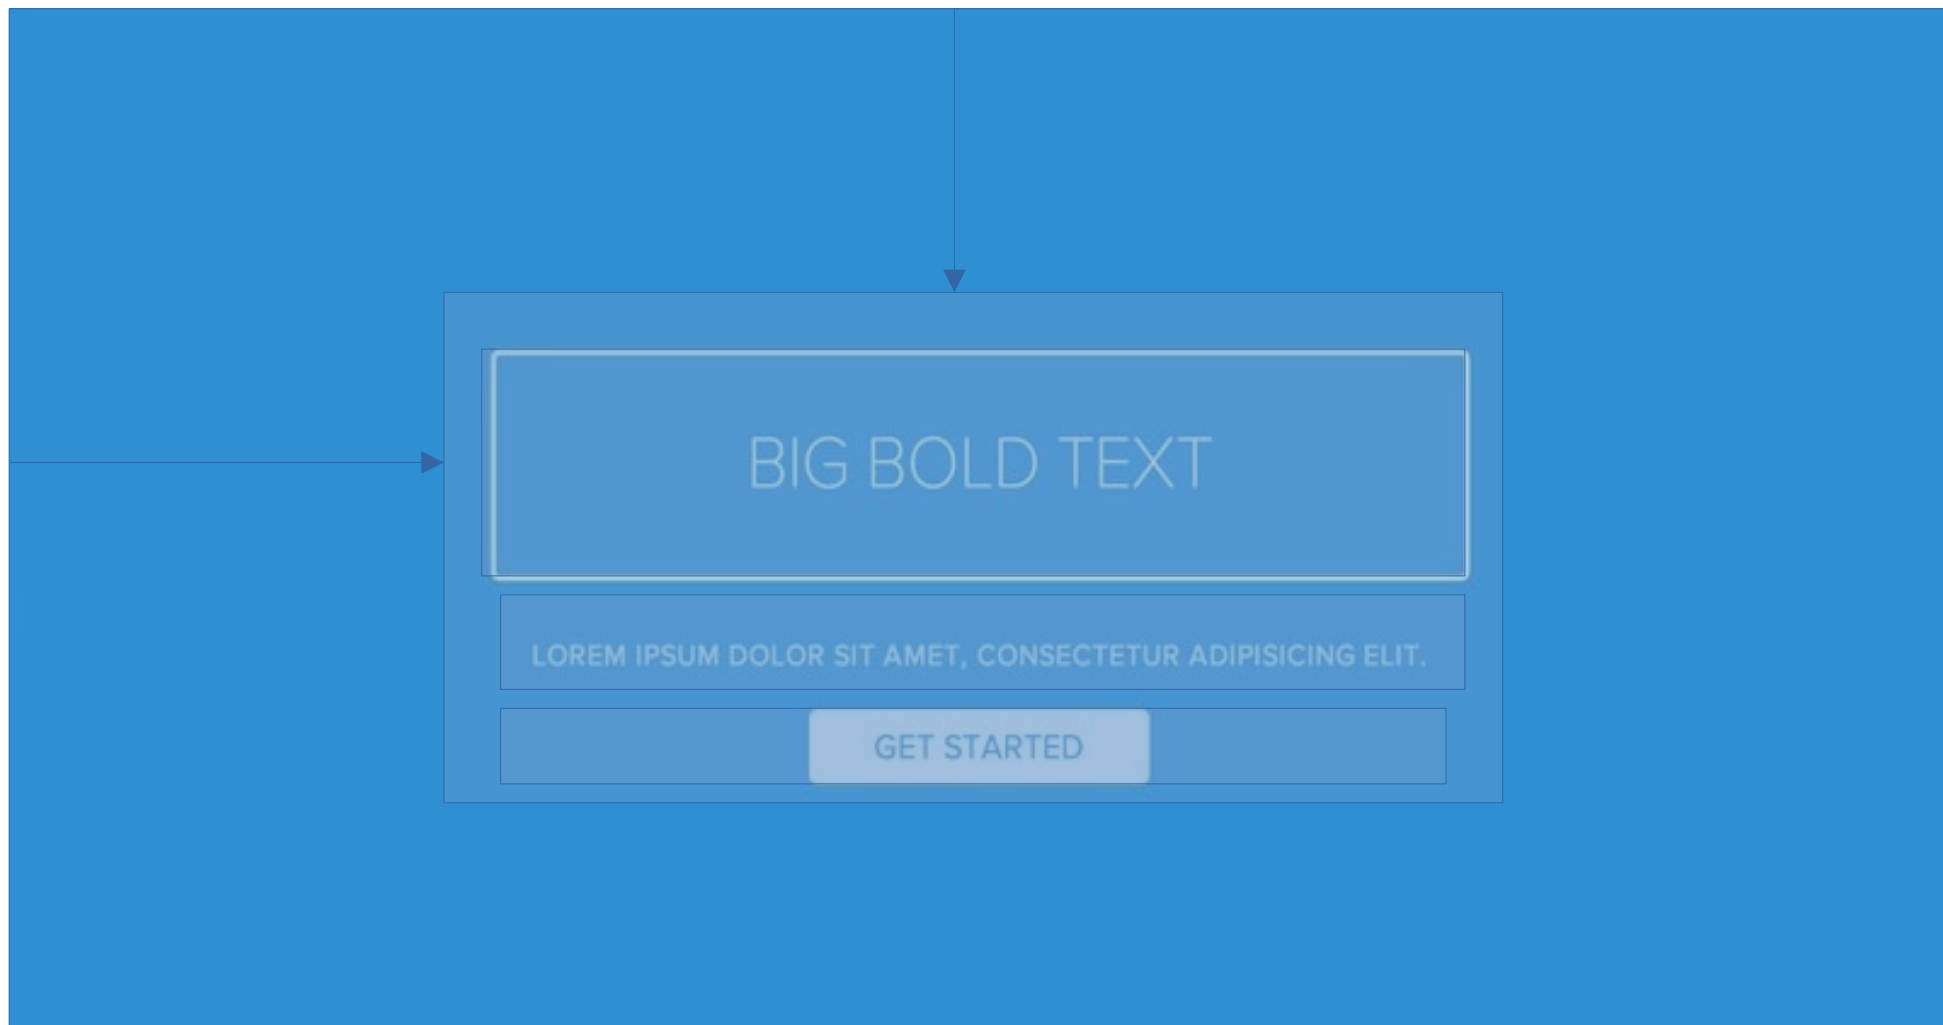 BIG BOLD TEXT
LOREM IPSUM DOLOR SIT AMET, CONSECTETUR ADIPISICING ELIT.
GET STARTED